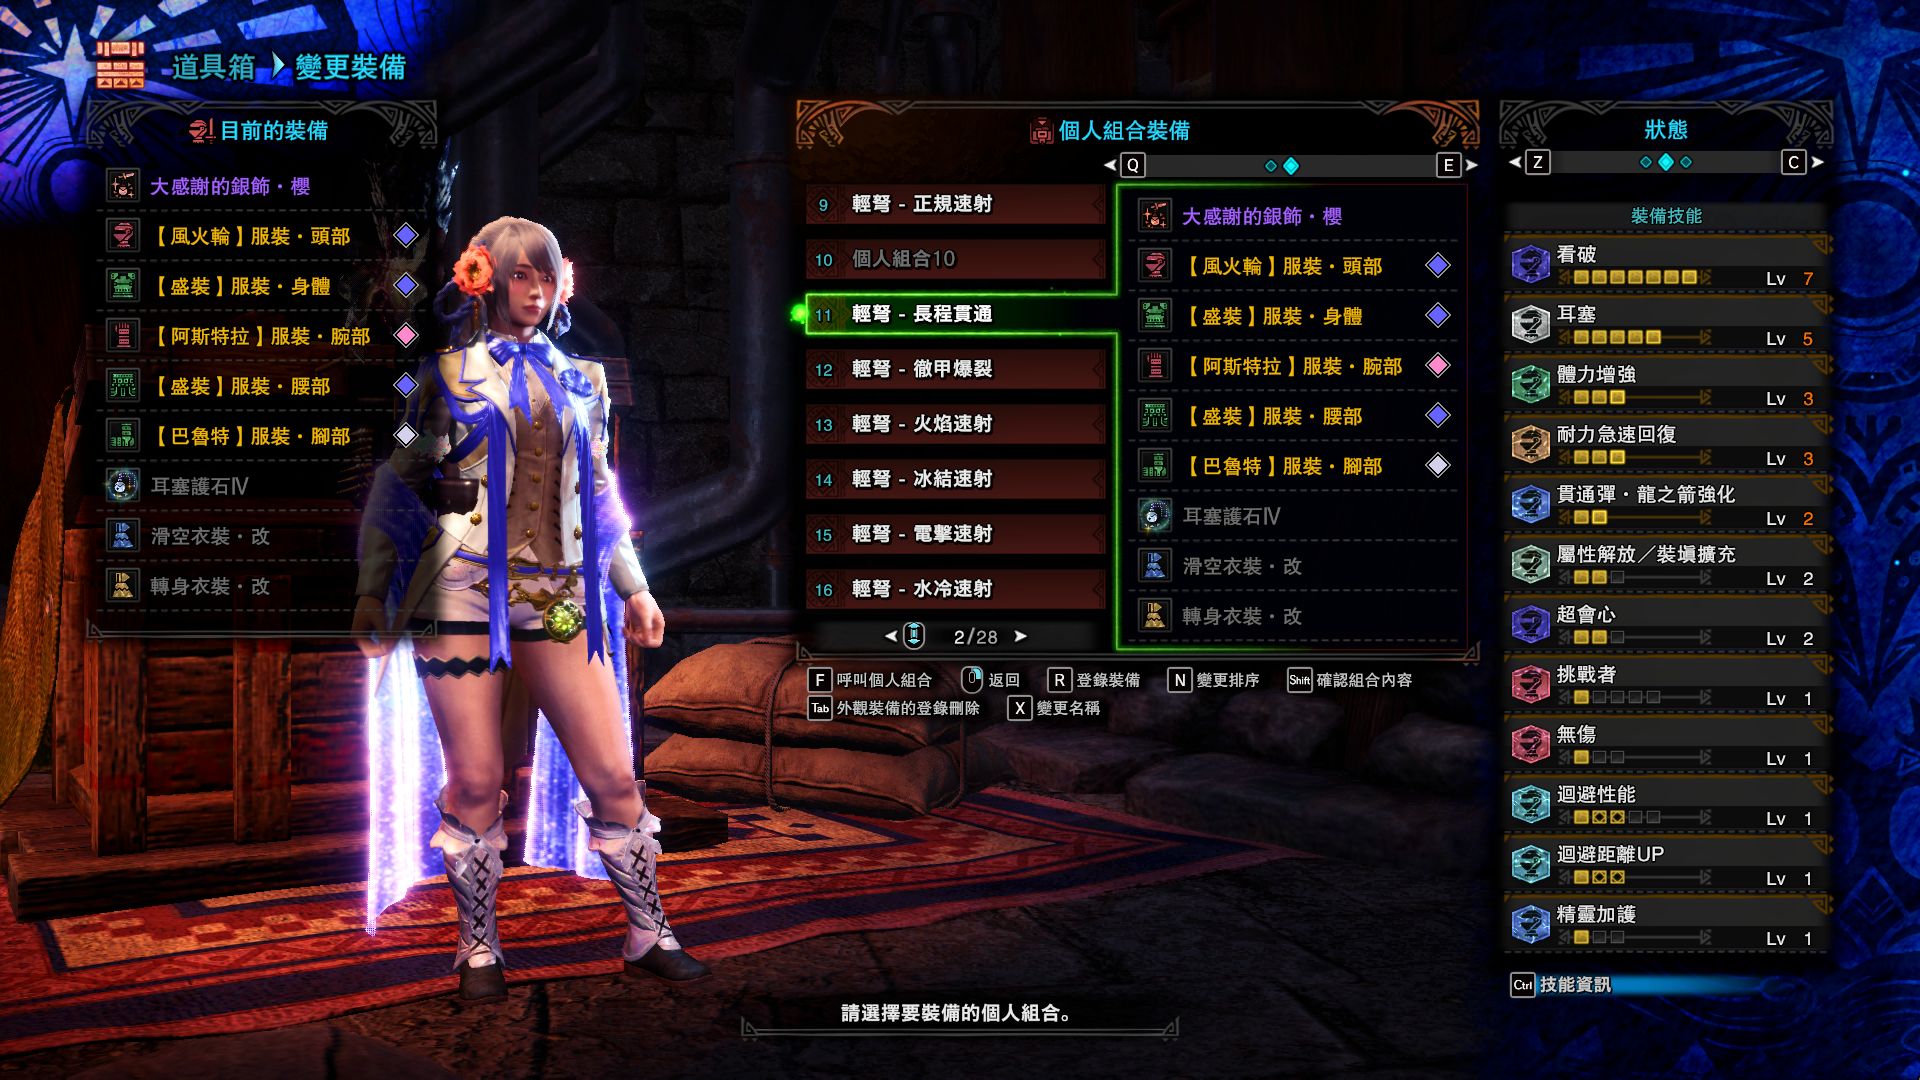 道具箱 變更裝備
目前的裝備
大感謝的銀飾・櫻
【風火輪】服裝・頭部
【盛裝】服裝・身體
【阿斯特拉】服裝・腕部
【盛裝】服裝・腰部
【巴魯特】服裝・腳部
耳塞護石Ⅳ
滑空衣裝・改
轉身衣裝・改
個人組合裝備
Q E
9 輕弩 - 正規速射
10 個人組合10
11 輕弩 - 長程貫通
12 輕弩 - 徹甲爆裂
13 輕弩 - 火焰速射
14 輕弩 - 冰結速射
15 輕弩 - 電擊速射
16 輕弩 - 水冷速射
2/28
大感謝的銀飾・櫻
【風火輪】服裝・頭部
【盛裝】服裝・身體
【阿斯特拉】服裝・腕部
【盛裝】服裝・腰部
【巴魯特】服裝・腳部
耳塞護石Ⅳ
滑空衣裝・改
轉身衣裝・改
F 呼叫個人組合 返回 R 登錄裝備 N 變更排序 Shift 確認組合內容
Tab 外觀裝備的登錄刪除 X 變更名稱
狀態
Z C
裝備技能
看破
Lv 7
耳塞
Lv 5
體力增強
Lv 3
耐力急速回復
Lv 3
貫通彈・龍之箭強化
Lv 2
屬性解放／裝填擴充
Lv 2
超會心
Lv 2
挑戰者
Lv 1
無傷
Lv 1
迴避性能
Lv 1
迴避距離UP
Lv 1
精靈加護
Lv 1
Ctrl 技能資訊
請選擇要裝備的個人組合。